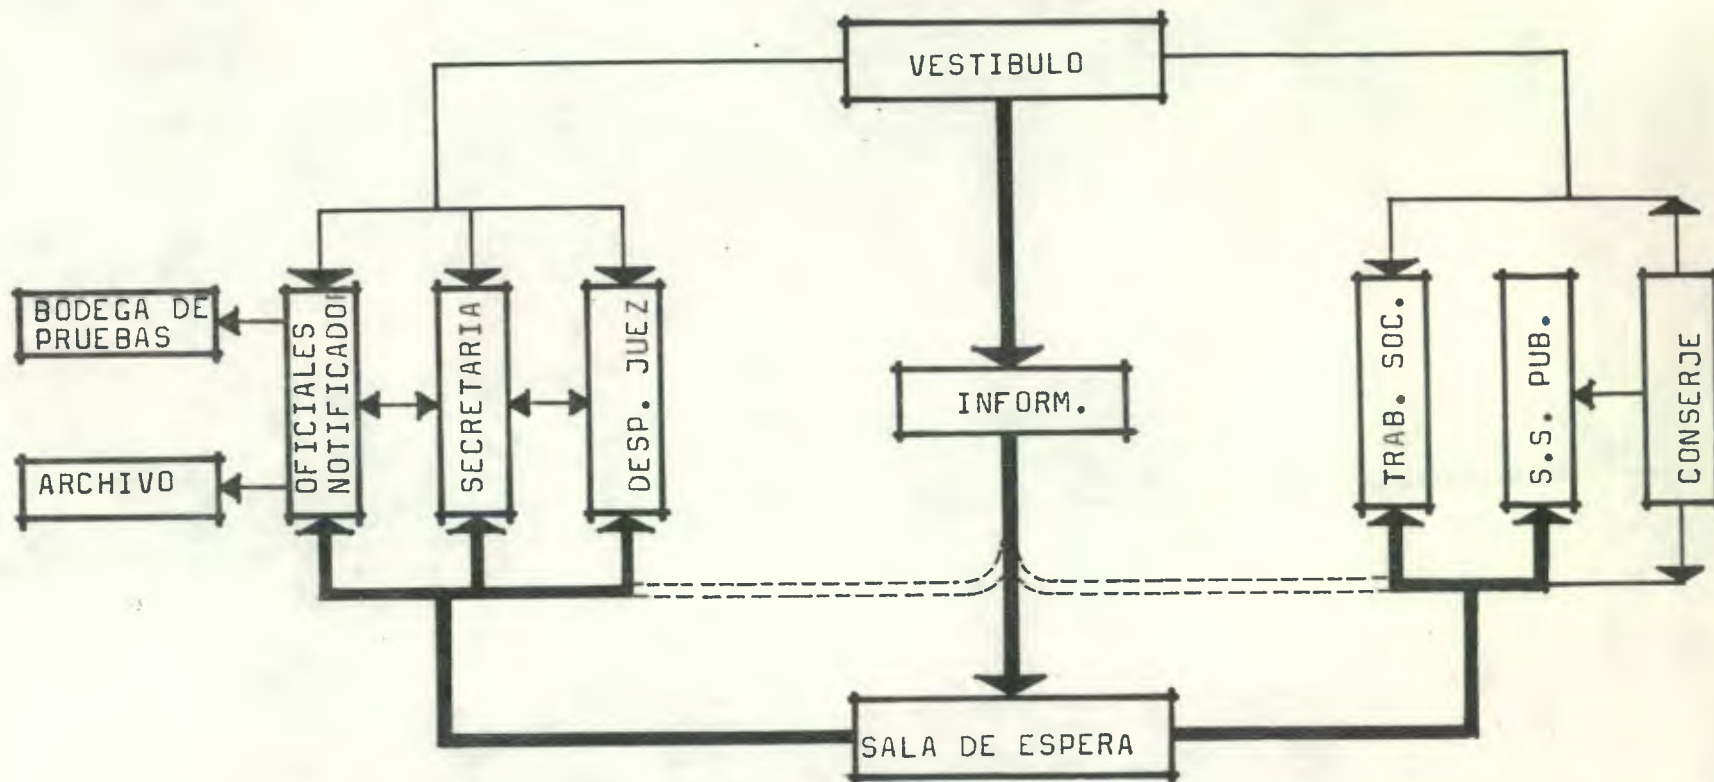 VESTIBULO
BODEGA DE
PRUEBAS
ARCHIVO
OFICIALES
NOTIFICADOR
SECRETARIA
DESP. JUEZ
INFORM.
TRAB. SOC.
S.S. PUB.
CONSERJE
SALA DE ESPERA